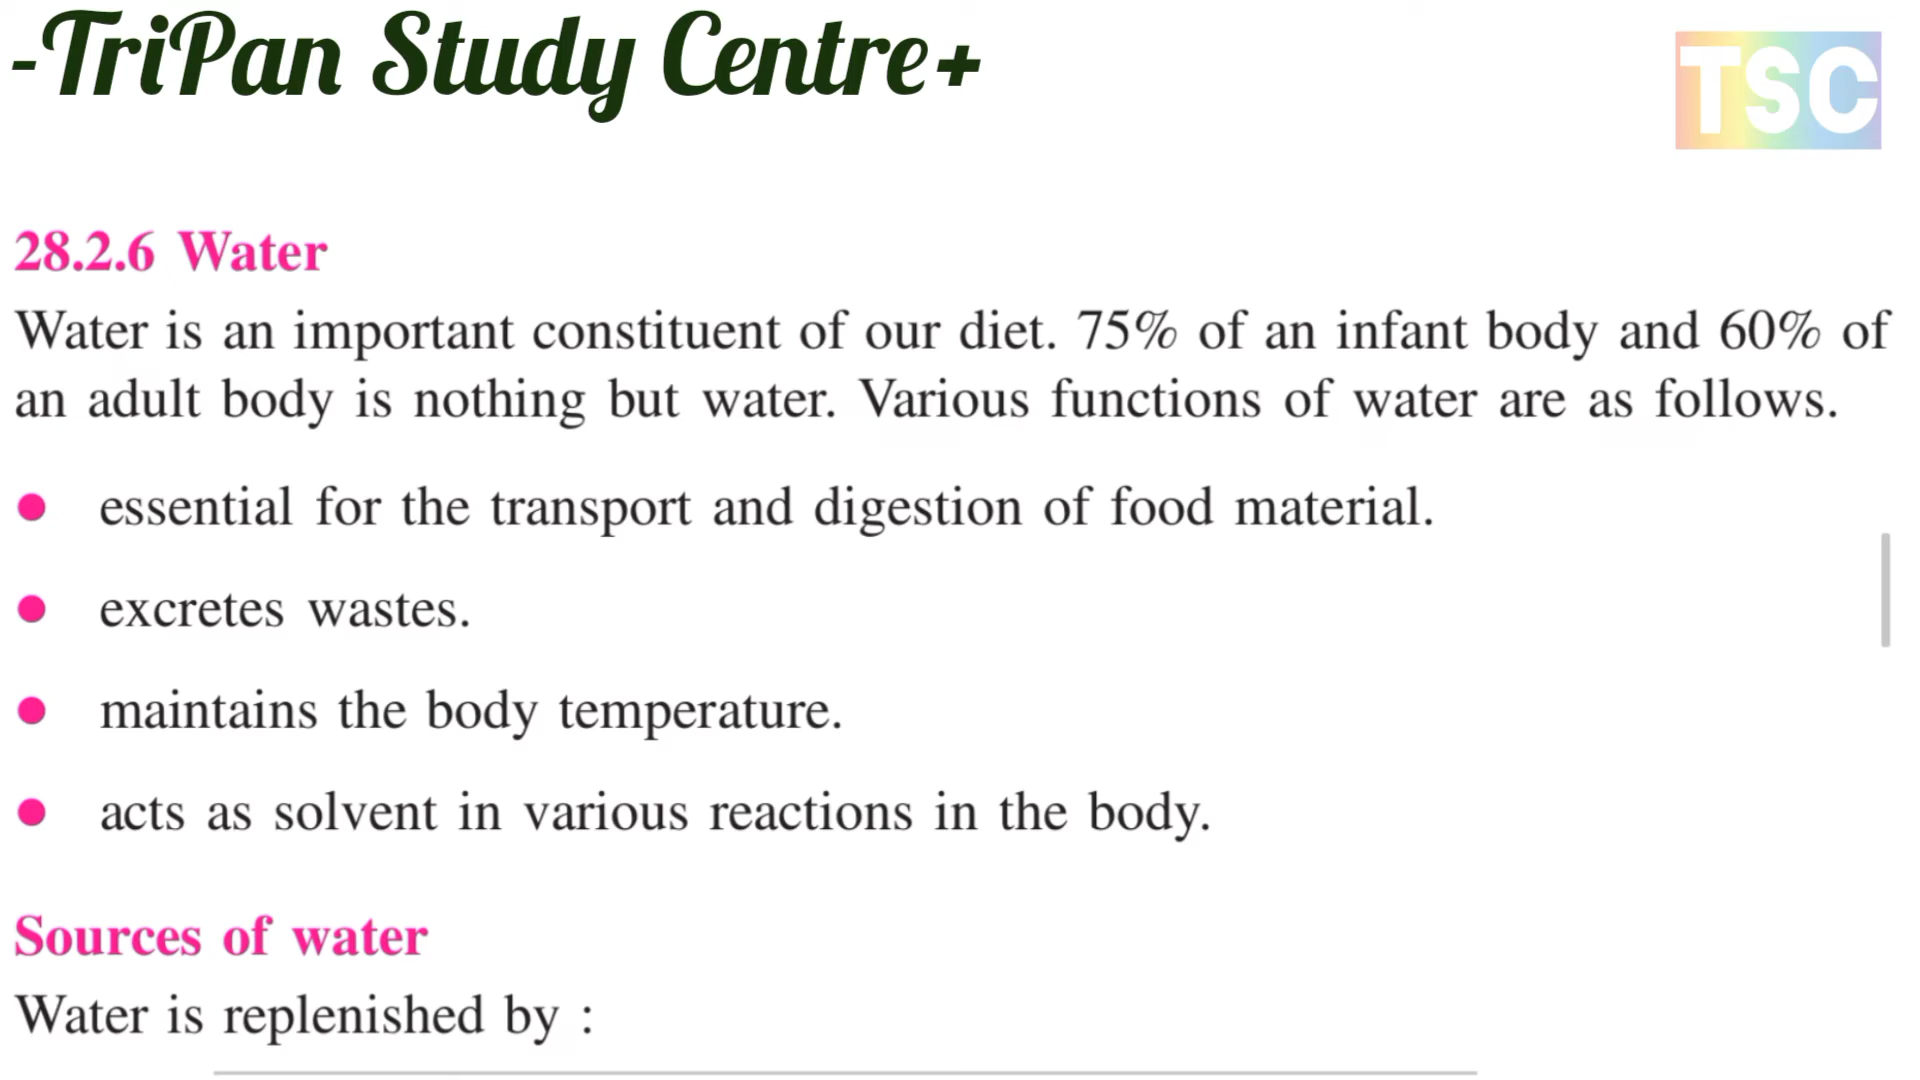 -TriPan Study Centre+
TSC
28.2.6 Water
Water is an important constituent of our diet. 75% of an infant body and 60% of
an adult body is nothing but water. Various functions of water are as follows.
● essential for the transport and digestion of food material.
● excretes wastes.
● maintains the body temperature.
● acts as solvent in various reactions in the body.
Sources of water
Water is replenished by :